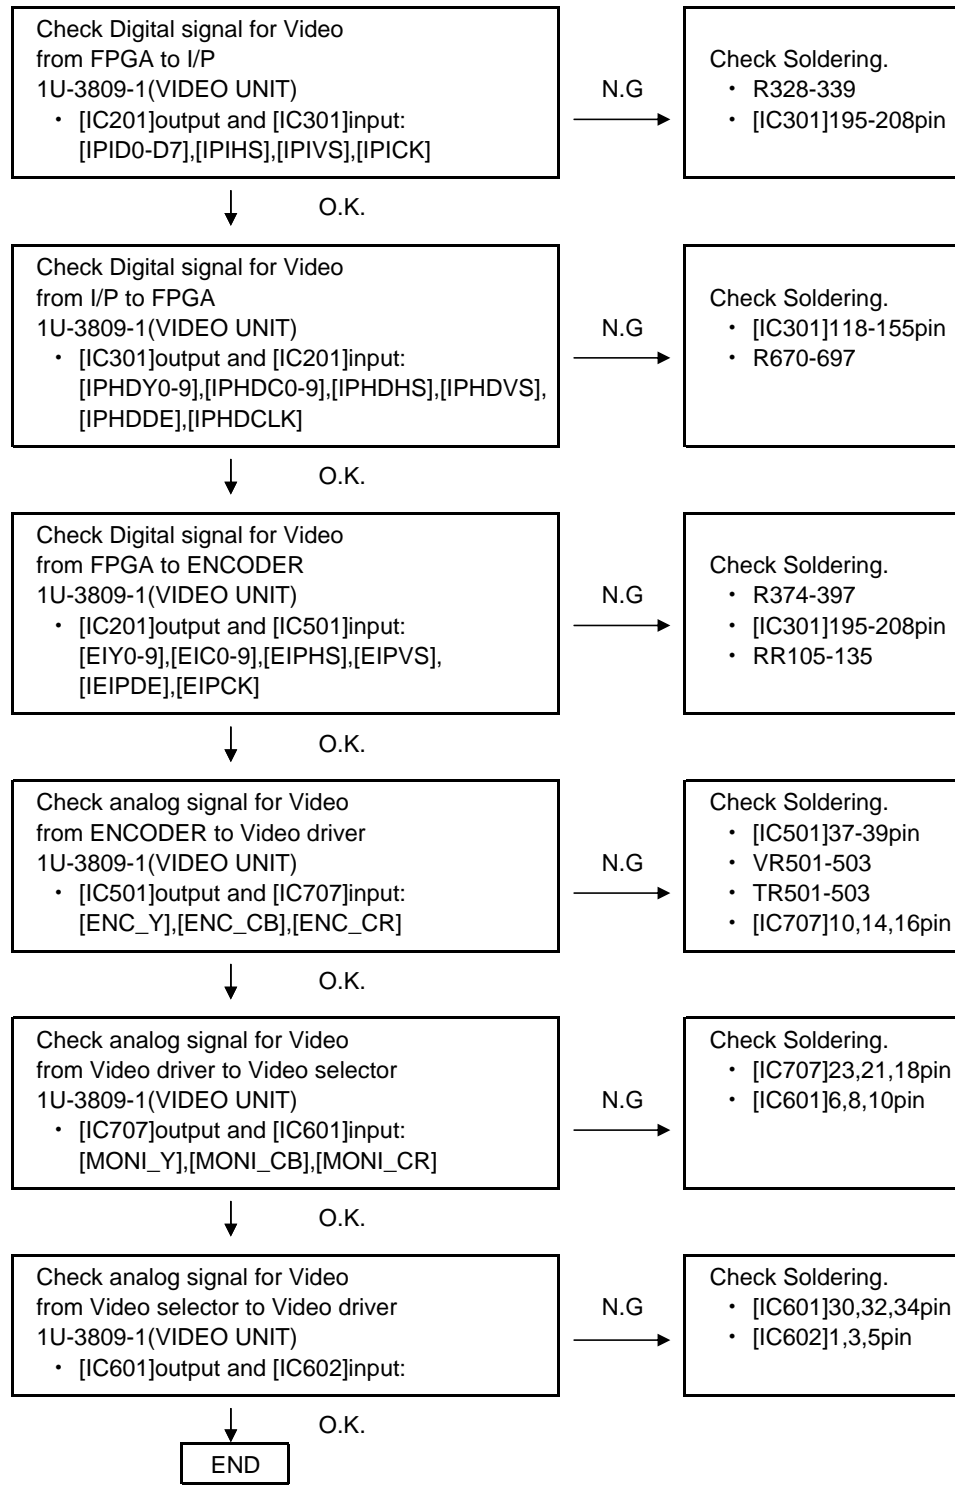 Check Digital signal for Video
from FPGA to I/P
1U-3809-1(VIDEO UNIT)
・ [IC201]output and [IC301]input:
[IPID0-D7],[IPIHS],[IPIVS],[IPICK]
N.G
Check Soldering.
・ R328-339
・ [IC301]195-208pin
O.K.
Check Digital signal for Video
from I/P to FPGA
1U-3809-1(VIDEO UNIT)
・ [IC301]output and [IC201]input:
[IPHDY0-9],[IPHDC0-9],[IPHDHS],[IPHDVS],
[IPHDDE],[IPHDCLK]
N.G
Check Soldering.
・ [IC301]118-155pin
・ R670-697
O.K.
Check Digital signal for Video
from FPGA to ENCODER
1U-3809-1(VIDEO UNIT)
・ [IC201]output and [IC501]input:
[EIY0-9],[EIC0-9],[EIPHS],[EIPVS],
[IEIPDE],[EIPCK]
N.G
Check Soldering.
・ R374-397
・ [IC301]195-208pin
・ RR105-135
O.K.
Check analog signal for Video
from ENCODER to Video driver
1U-3809-1(VIDEO UNIT)
・ [IC501]output and [IC707]input:
[ENC_Y],[ENC_CB],[ENC_CR]
N.G
Check Soldering.
・ [IC501]37-39pin
・ VR501-503
・ TR501-503
・ [IC707]10,14,16pin
O.K.
Check analog signal for Video
from Video driver to Video selector
1U-3809-1(VIDEO UNIT)
・ [IC707]output and [IC601]input:
[MONI_Y],[MONI_CB],[MONI_CR]
N.G
Check Soldering.
・ [IC707]23,21,18pin
・ [IC601]6,8,10pin
O.K.
Check analog signal for Video
from Video selector to Video driver
1U-3809-1(VIDEO UNIT)
・ [IC601]output and [IC602]input:
N.G
Check Soldering.
・ [IC601]30,32,34pin
・ [IC602]1,3,5pin
O.K.
END